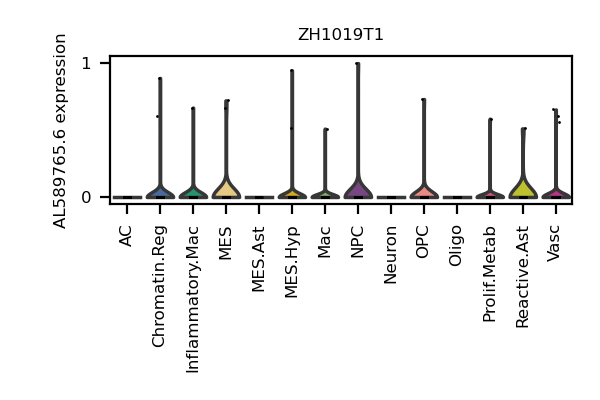 ZH1019T1
AL589765.6 expression
1
0
AC
Chromatin.Reg
Inflammatory.Mac
MES
MES.Ast
MES.Hyp
Mac
NPC
Neuron
OPC
Oligo
Prolif.Metab
Reactive.Ast
Vasc